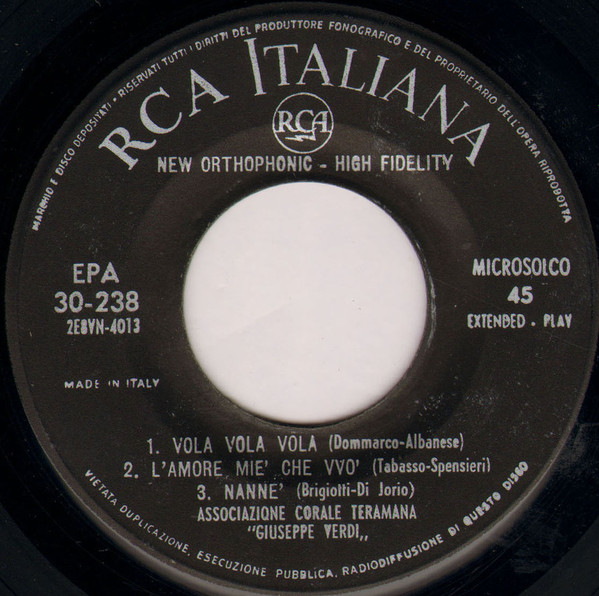 MARCHIO E DISCO DEPOSITATI • RISERVATI TUTTI I DIRITTI DEL PRODUTTORE FONOGRAFICO E DEL PROPRIETARIO DELL'OPERA RIPRODOTTA
RCA ITALIANA
RCA
NEW ORTHOPHONIC - HIGH FIDELITY
EPA
30-238
2E8VN-4013
MICROSOLCO
45
EXTENDED - PLAY
MADE IN ITALY
1. VOLA VOLA VOLA (Dommarco-Albanese)
2. L'AMORE MIE' CHE VVO' (Tabasso-Spensieri)
3. NANNE' (Brigiotti-Di Jorio)
ASSOCIAZIONE CORALE TERAMANA
"GIUSEPPE VERDI„
VIETATA DUPLICAZIONE, ESECUZIONE PUBBLICA, RADIODIFFUSIONE DI QUESTO DISCO